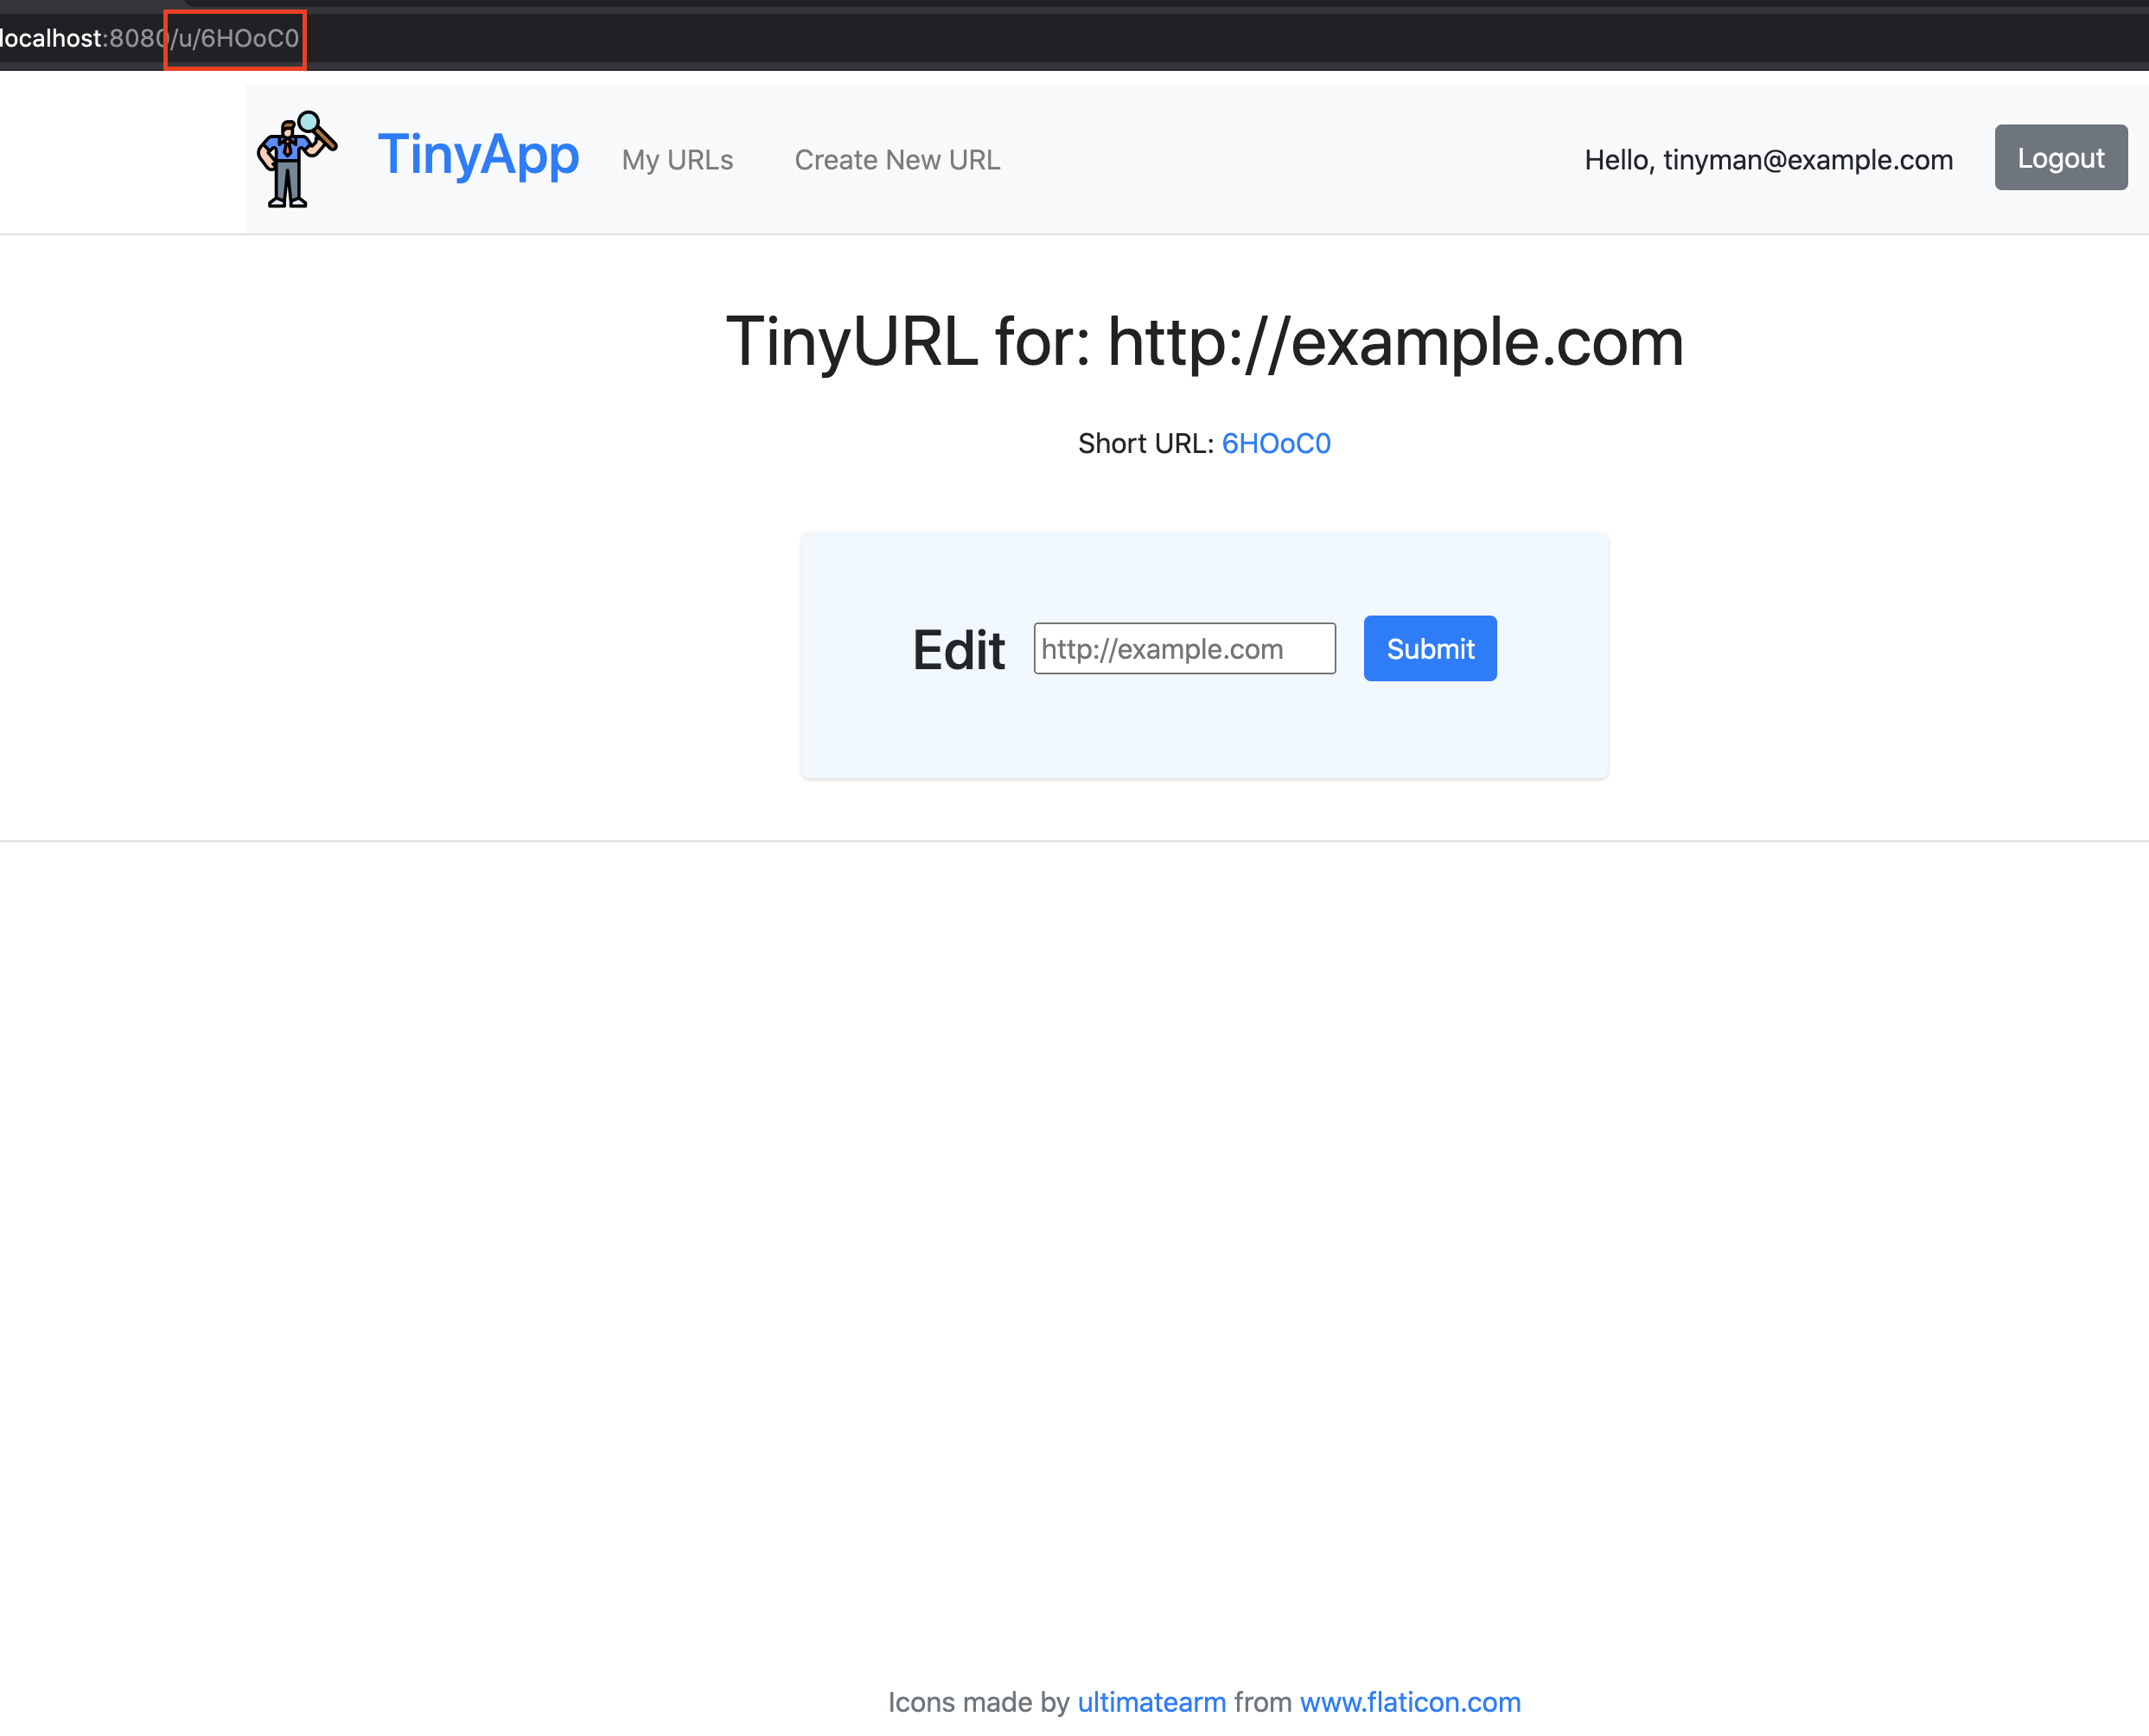 localhost:8080/u/6HOoC0
TinyApp My URLs Create New URL Hello, tinyman@example.com Logout
TinyURL for: http://example.com
Short URL: 6HOoC0
Edit http://example.com Submit
Icons made by ultimatearm from www.flaticon.com